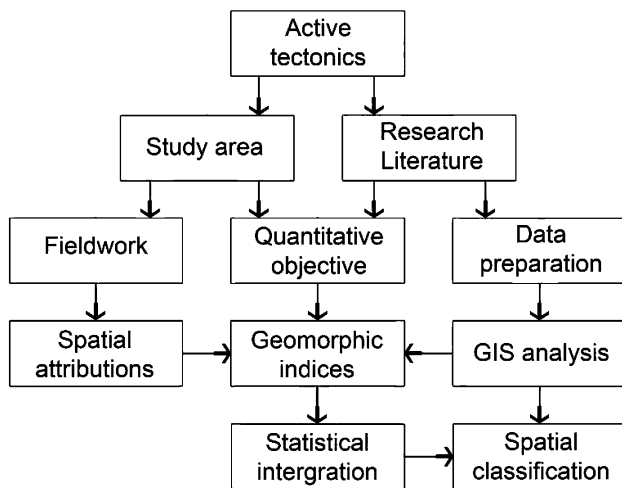 Active
tectonics
Study area
Research
Literature
Fieldwork
Quantitative
objective
Data
preparation
Spatial
attributions
Geomorphic
indices
GIS analysis
Statistical
intergration
Spatial
classification